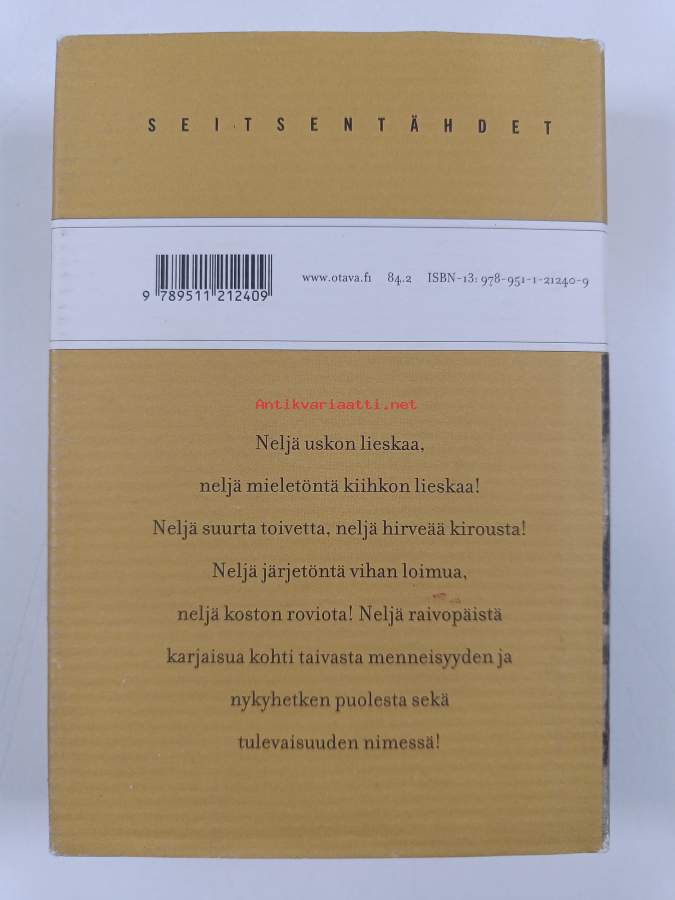 SEITSENTÄHDET
9 789511 212409
www.otava.fi 84.2 ISBN-13: 978-951-1-21240-9
Antikvariaatti.net
Neljä uskon lieskaa,
neljä mieletöntä kiihkon lieskaa!
Neljä suurta toivetta, neljä hirveää kirousta!
Neljä järjetöntä vihan loimua,
neljä koston roviota! Neljä raivopäistä
karjaisua kohti taivasta menneisyyden ja
nykyhetken puolesta sekä
tulevaisuuden nimessä!